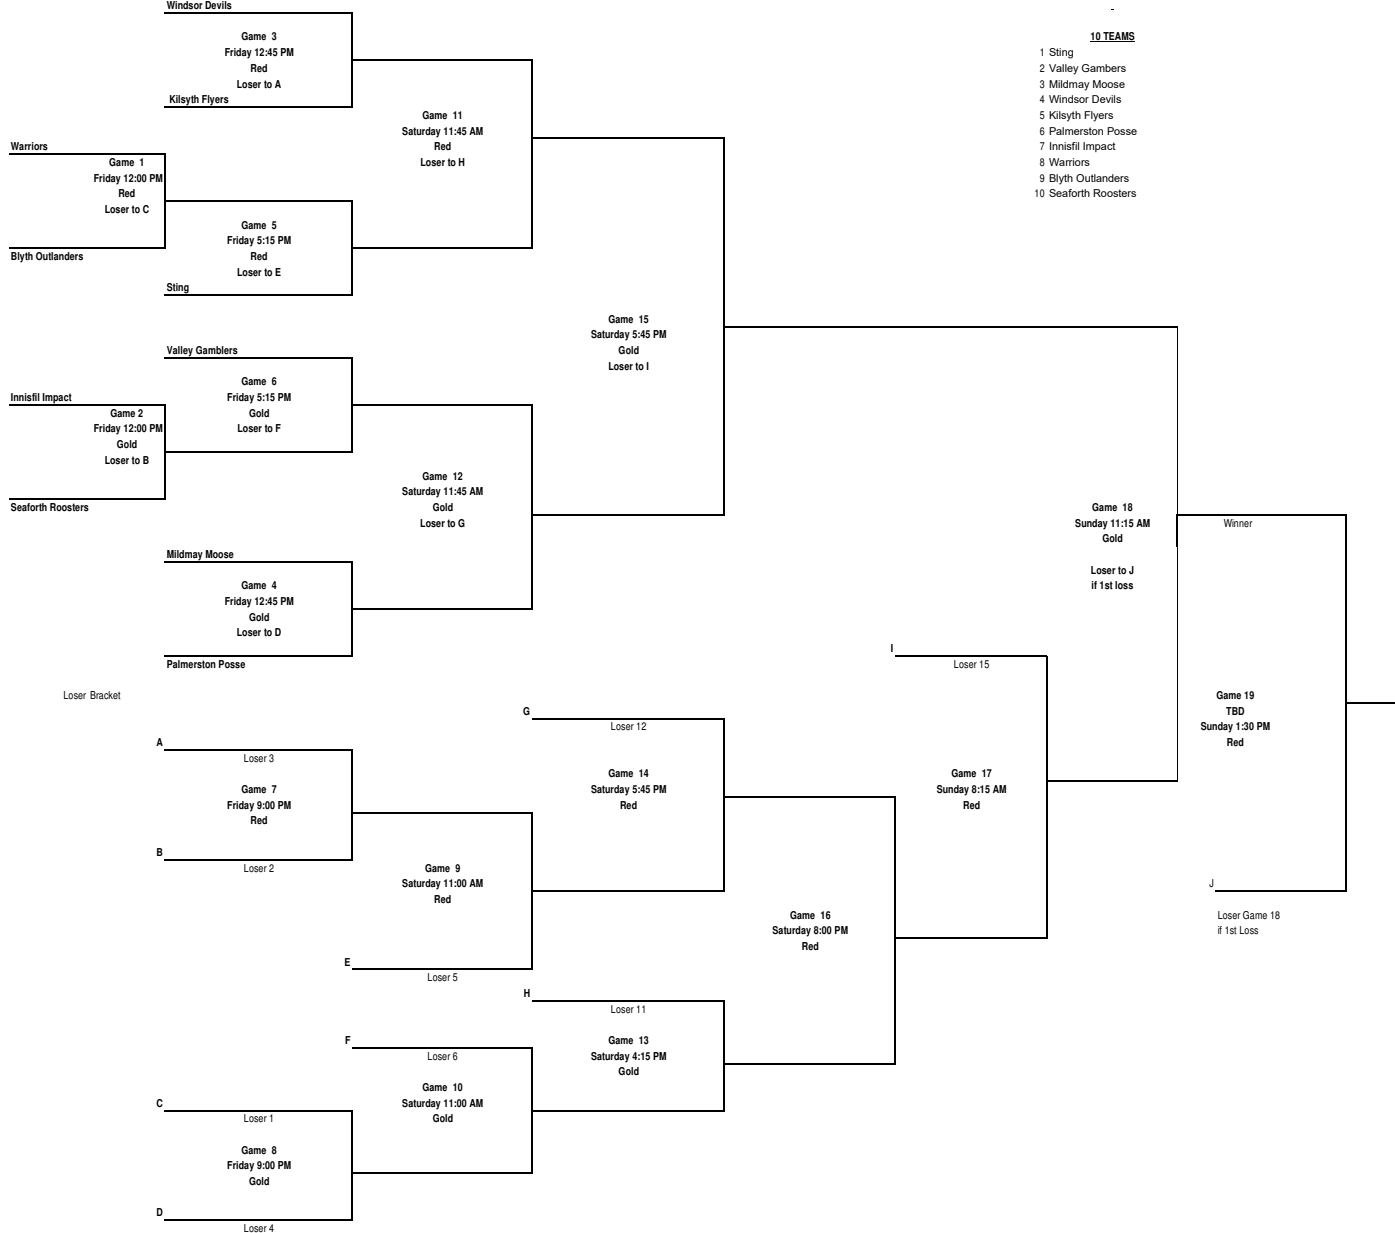 Windsor Devils
Game 3
Friday 12:45 PM
Red
Loser to A
Kilsyth Flyers
Warriors
Game 1
Friday 12:00 PM
Red
Loser to C
Blyth Outlanders
Game 5
Friday 5:15 PM
Red
Loser to E
Sting
Game 11
Saturday 11:45 AM
Red
Loser to H
Valley Gamblers
Game 6
Friday 5:15 PM
Gold
Loser to F
Innisfil Impact
Game 2
Friday 12:00 PM
Gold
Loser to B
Seaforth Roosters
Game 12
Saturday 11:45 AM
Gold
Loser to G
Mildmay Moose
Game 4
Friday 12:45 PM
Gold
Loser to D
Palmerston Posse
Game 15
Saturday 5:45 PM
Gold
Loser to I
-
10 TEAMS
1 Sting
2 Valley Gambers
3 Mildmay Moose
4 Windsor Devils
5 Kilsyth Flyers
6 Palmerston Posse
7 Innisfil Impact
8 Warriors
9 Blyth Outlanders
10 Seaforth Roosters
Game 18
Sunday 11:15 AM
Gold
Loser to J
if 1st loss
Winner
Game 19
TBD
Sunday 1:30 PM
Red
J
Loser Game 18
if 1st Loss
Loser Bracket
A
Loser 3
Game 7
Friday 9:00 PM
Red
B
Loser 2
Game 9
Saturday 11:00 AM
Red
E
Loser 5
G
Loser 12
Game 14
Saturday 5:45 PM
Red
I
Loser 15
Game 17
Sunday 8:15 AM
Red
Game 16
Saturday 8:00 PM
Red
H
Loser 11
Game 13
Saturday 4:15 PM
Gold
F
Loser 6
Game 10
Saturday 11:00 AM
Gold
C
Loser 1
Game 8
Friday 9:00 PM
Gold
D
Loser 4